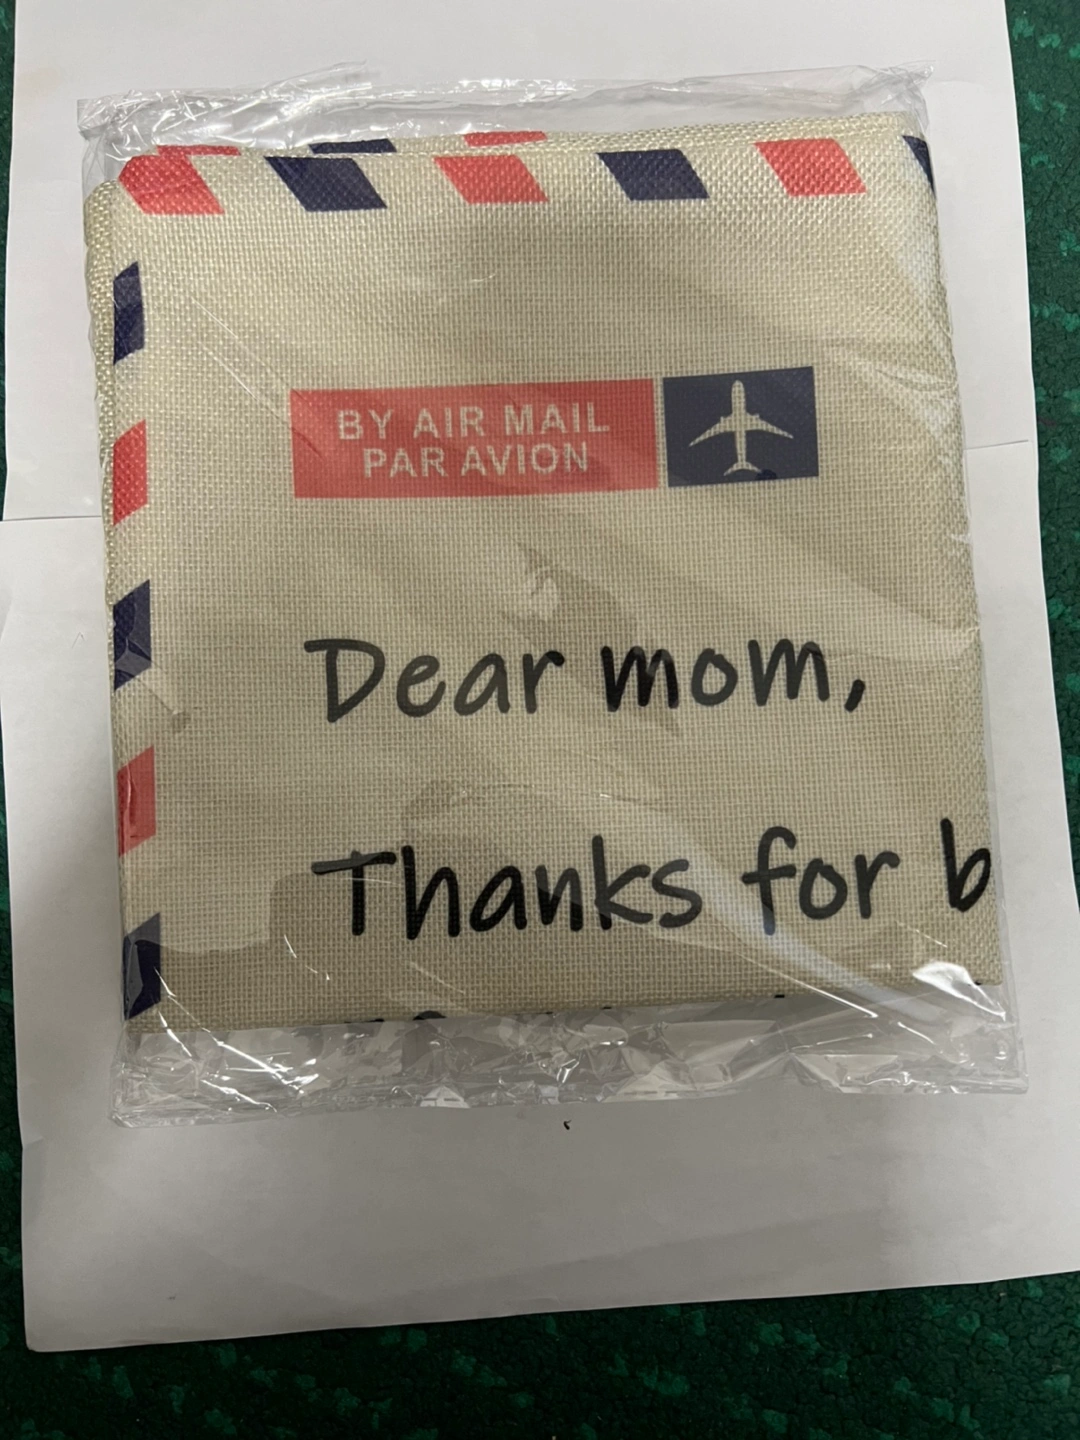 BY AIR MAIL
PAR AVION
Dear mom,
Thanks for b